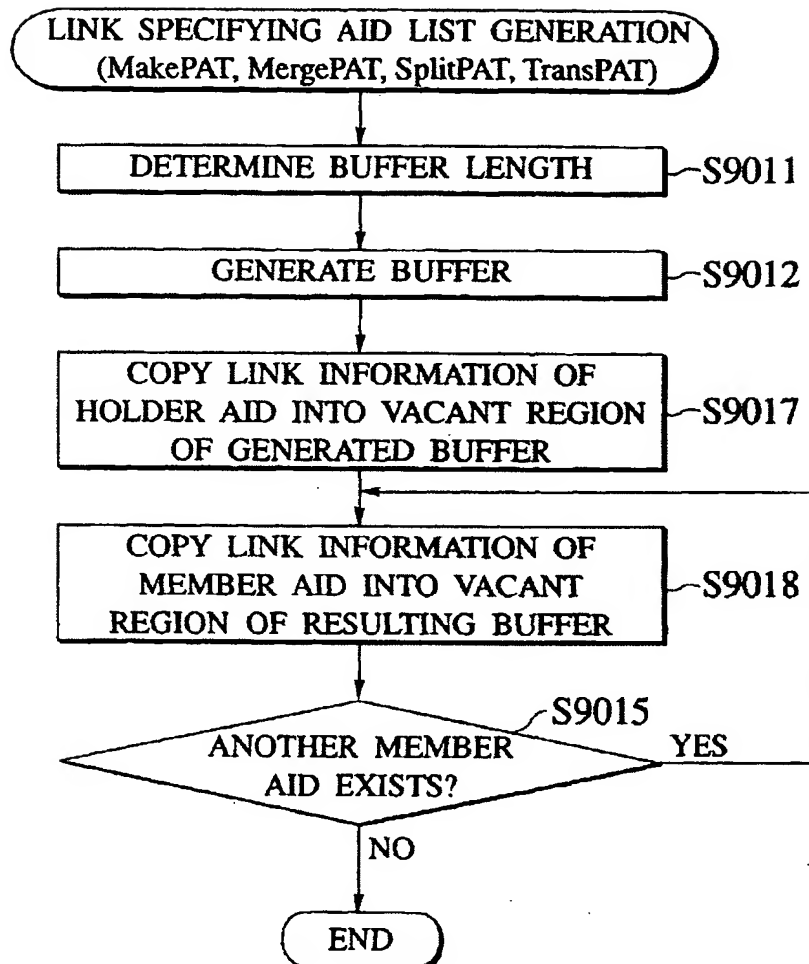 LINK SPECIFYING AID LIST GENERATION
(MakePAT, MergePAT, SplitPAT, TransPAT)
DETERMINE BUFFER LENGTH
S9011
GENERATE BUFFER
S9012
COPY LINK INFORMATION OF
HOLDER AID INTO VACANT REGION
OF GENERATED BUFFER
S9017
COPY LINK INFORMATION OF
MEMBER AID INTO VACANT
REGION OF RESULTING BUFFER
S9018
S9015
ANOTHER MEMBER
AID EXISTS?
YES
NO
END